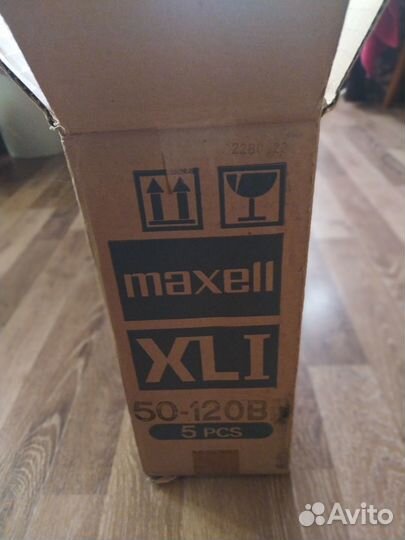 maxell
XLI
50-120B
5 PCS
Avito